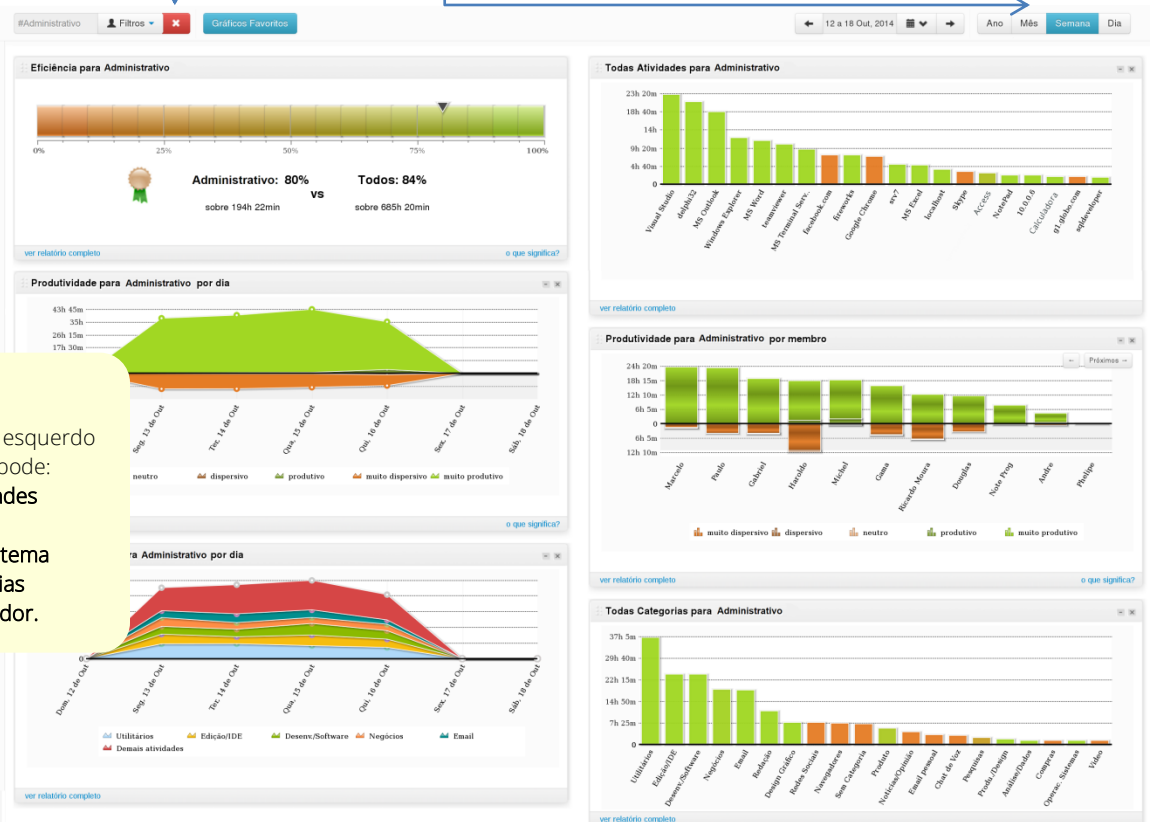 #Administrativo
Filtros
Gráficos Favoritos
12 a 18 Out, 2014
Ano
Mês
Semana
Dia
Eficiência para Administrativo
0%
25%
50%
75%
100%
Administrativo: 80%
vs
Todos: 84%
sobre 194h 22min
sobre 685h 20min
ver relatório completo
o que significa?
Produtividade para Administrativo por dia
43h 45m
35h
26h 15m
17h 30m
Seg, 13 de Out
Ter, 14 de Out
Qua, 15 de Out
Qui, 16 de Out
Sex, 17 de Out
Sáb, 18 de Out
neutro
dispersivo
produtivo
muito dispersivo
muito produtivo
o que significa?
esquerdo
pode:
des
tema
ias
dor.
ra Administrativo por dia
0
Dom, 12 de Out
Seg, 13 de Out
Ter, 14 de Out
Qua, 15 de Out
Qui, 16 de Out
Sex, 17 de Out
Sáb, 18 de Out
Utilitários
Edição/IDE
Desenv./Software
Negócios
Email
Demais atividades
ver relatório completo
Todas Atividades para Administrativo
23h 20m
18h 40m
14h
9h 20m
4h 40m
0
Visual Studio
delphi32
MS Outlook
Windows Explorer
MS Word
teamviewer
MS Terminal Serv..
facebook.com
fireworks
Google Chrome
srv7
MS Excel
localhost
Skype
Access
NotePad
10.0.0.6
Calculadora
g1.globo.com
sqldeveloper
ver relatório completo
Produtividade para Administrativo por membro
Próximos →
24h 20m
18h 15m
12h 10m
6h 5m
0
6h 5m
12h 10m
Marcelo
Paulo
Gabriel
Haroldo
Michel
Gama
Ricardo Moura
Douglas
Note Prog
Andre
Phelipe
muito dispersivo
dispersivo
neutro
produtivo
muito produtivo
ver relatório completo
o que significa?
Todas Categorias para Administrativo
37h 5m
29h 40m
22h 15m
14h 50m
7h 25m
0
Utilitários
Edição/IDE
Desenv./Software
Negócios
Email
Redação
Design Gráfico
Redes Sociais
Navegadores
Sem Categoria
Produto
Notícias/Opinião
Email pessoal
Chat de Voz
Pesquisas
Produ./Design
Análise/Dados
Compras
Operac. Sistemas
Video
ver relatório completo